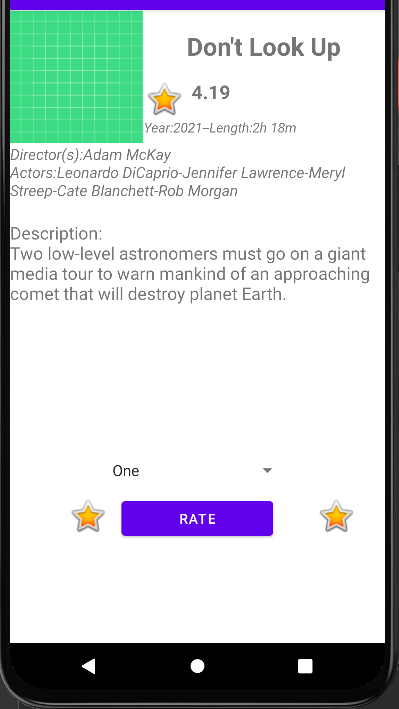 Don't Look Up
4.19
Year:2021–Length:2h 18m
Director(s):Adam McKay
Actors:Leonardo DiCaprio-Jennifer Lawrence-Meryl
Streep-Cate Blanchett-Rob Morgan
Description:
Two low-level astronomers must go on a giant
media tour to warn mankind of an approaching
comet that will destroy planet Earth.
One
RATE